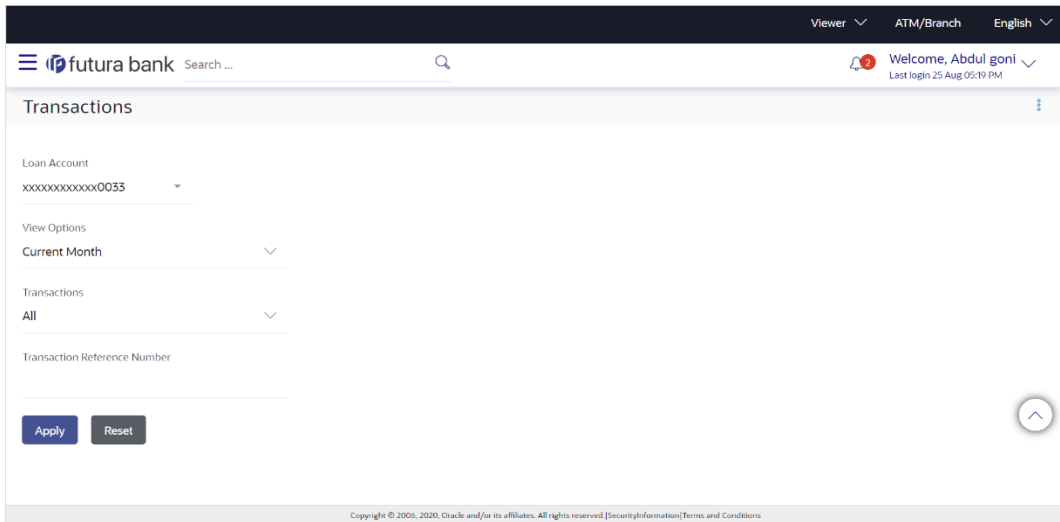 Viewer ATM/Branch English
futura bank Search ... 2 Welcome, Abdul goni
Last login 25 Aug 05:19 PM
Transactions
Loan Account
xxxxxxxxxxxx0033
View Options
Current Month
Transactions
All
Transaction Reference Number
Apply Reset
Copyright © 2006, 2020, Oracle and/or its affiliates. All rights reserved.|SecurityInformation|Terms and Conditions